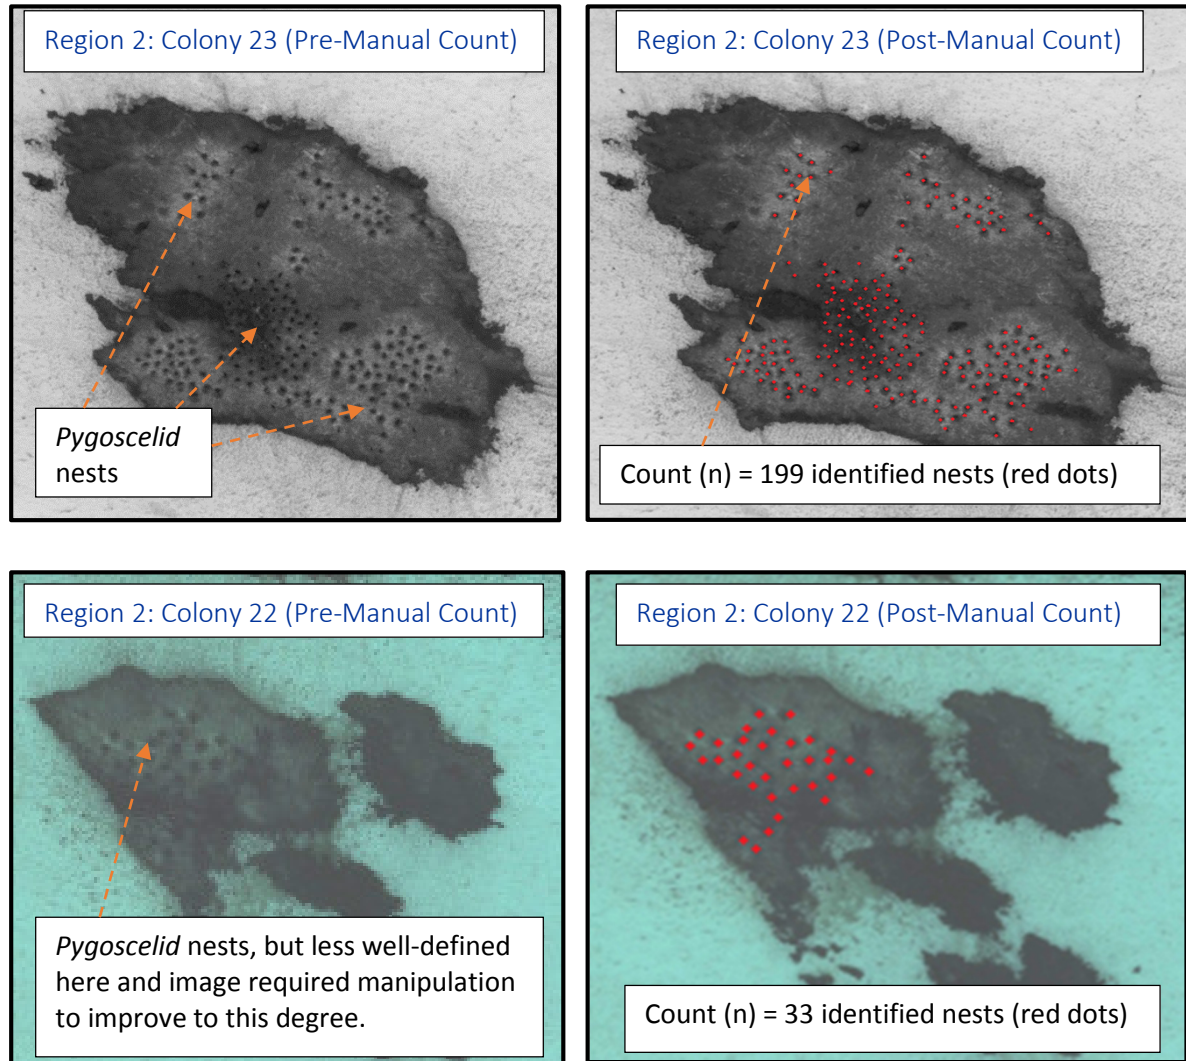 Region 2: Colony 23 (Pre-Manual Count)
Pygoscelid
nests
Region 2: Colony 23 (Post-Manual Count)
Count (n) = 199 identified nests (red dots)
Region 2: Colony 22 (Pre-Manual Count)
Pygoscelid nests, but less well-defined
here and image required manipulation
to improve to this degree.
Region 2: Colony 22 (Post-Manual Count)
Count (n) = 33 identified nests (red dots)